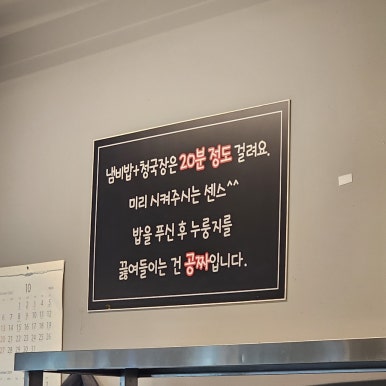 냄비밥+청국장은 20분 정도 걸려요.
미리 시켜주시는 센스^^
밥을 푸신 후 누룽지를
끓여들이는 건 공짜입니다.
10